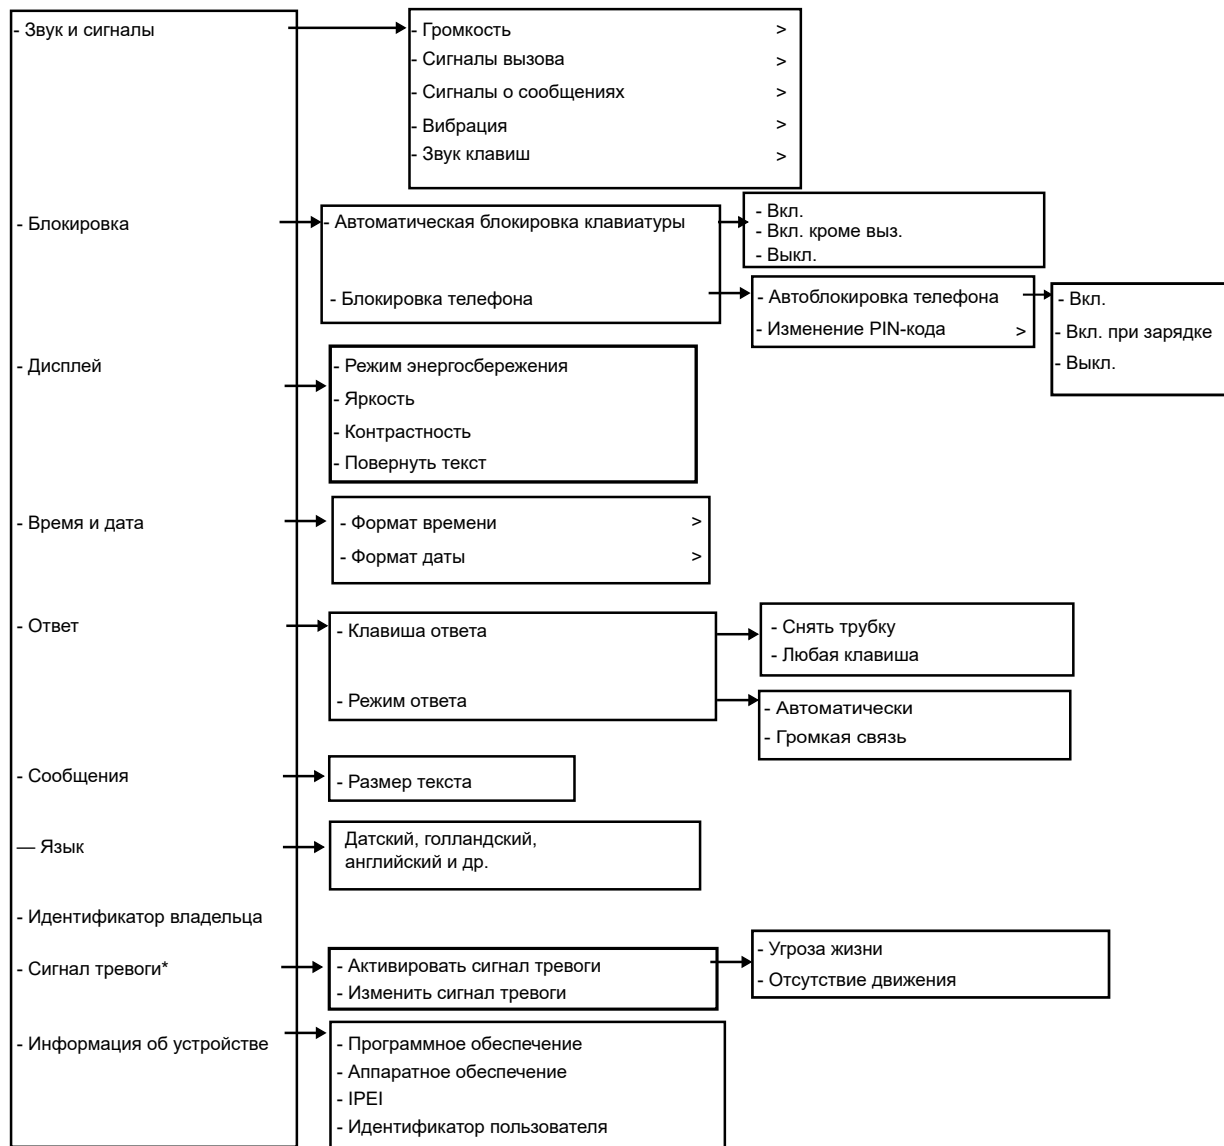 - Звук и сигналы
- Громкость >
- Сигналы вызова >
- Сигналы о сообщениях >
- Вибрация >
- Звук клавиш >
- Блокировка
- Автоматическая блокировка клавиатуры
- Вкл.
- Вкл. кроме выз.
- Выкл.
- Блокировка телефона
- Автоблокировка телефона
- Изменение PIN-кода >
- Вкл.
- Вкл. при зарядке
- Выкл.
- Дисплей
- Режим энергосбережения
- Яркость
- Контрастность
- Повернуть текст
- Время и дата
- Формат времени >
- Формат даты >
- Ответ
- Клавиша ответа
- Снять трубку
- Любая клавиша
- Режим ответа
- Автоматически
- Громкая связь
- Сообщения
- Размер текста
— Язык
Датский, голландский,
английский и др.
- Идентификатор владельца
- Сигнал тревоги*
- Активировать сигнал тревоги
- Изменить сигнал тревоги
- Угроза жизни
- Отсутствие движения
- Информация об устройстве
- Программное обеспечение
- Аппаратное обеспечение
- IPEI
- Идентификатор пользователя